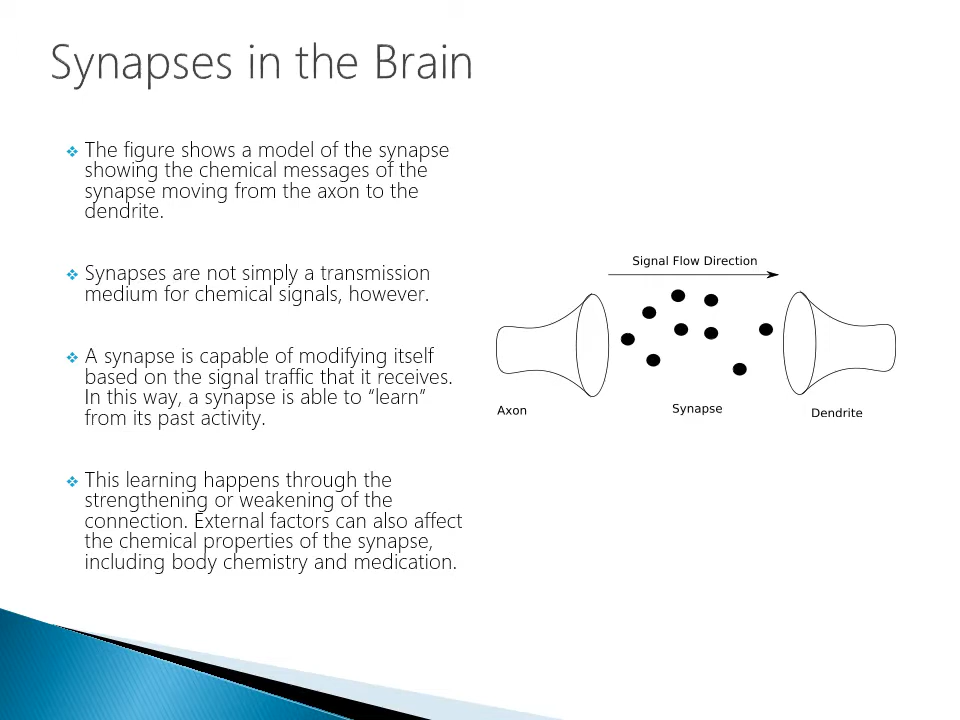 Synapses in the Brain
The figure shows a model of the synapse
showing the chemical messages of the
synapse moving from the axon to the
dendrite.
Synapses are not simply a transmission
medium for chemical signals, however.
A synapse is capable of modifying itself
based on the signal traffic that it receives.
In this way, a synapse is able to “learn”
from its past activity.
This learning happens through the
strengthening or weakening of the
connection. External factors can also affect
the chemical properties of the synapse,
including body chemistry and medication.
Signal Flow Direction
Axon
Synapse
Dendrite